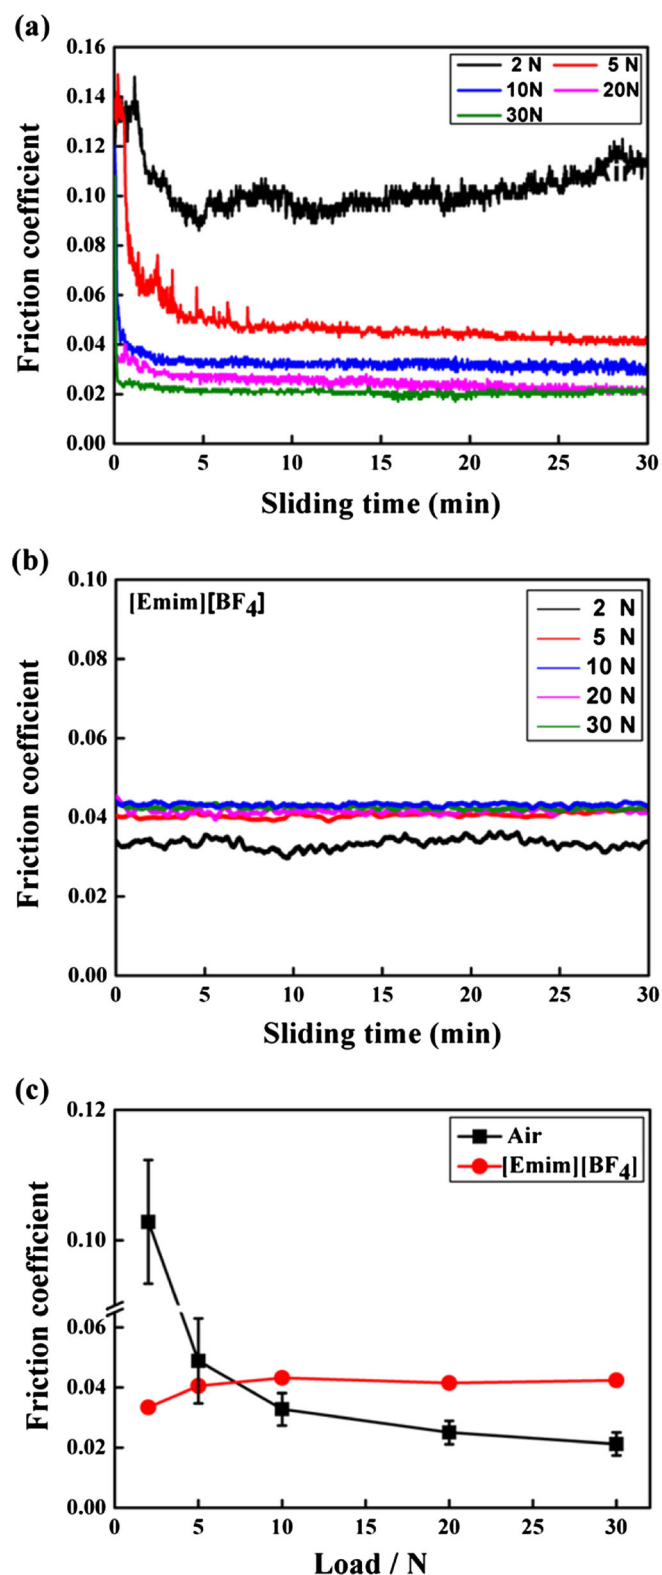 (a)
0.16
0.14
0.12
0.10
0.08
0.06
0.04
0.02
0.00
Friction coefficient
2 N 5 N
10N 20N
30N
0 5 10 15 20 25 30
Sliding time (min)
(b)
[Emim][BF4]
0.10
0.08
0.06
0.04
0.02
0.00
Friction coefficient
2 N
5 N
10 N
20 N
30 N
0 5 10 15 20 25 30
Sliding time (min)
(c)
0.12
0.10
0.06
0.04
0.02
0.00
Friction coefficient
Air
[Emim][BF4]
0 5 10 15 20 25 30
Load / N